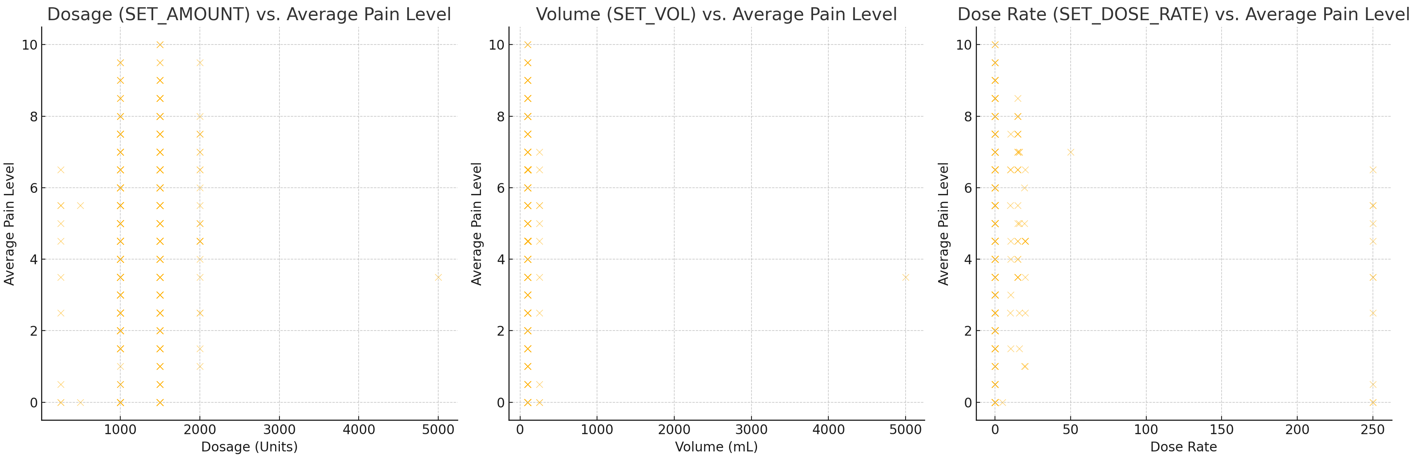 Dosage (SET_AMOUNT) vs. Average Pain Level
10
8
6
4
2
0
Average Pain Level
1000 2000 3000 4000 5000
Dosage (Units)
Volume (SET_VOL) vs. Average Pain Level
10
8
6
4
2
0
Average Pain Level
0 1000 2000 3000 4000 5000
Volume (mL)
Dose Rate (SET_DOSE_RATE) vs. Average Pain Level
10
8
6
4
2
0
Average Pain Level
0 50 100 150 200 250
Dose Rate